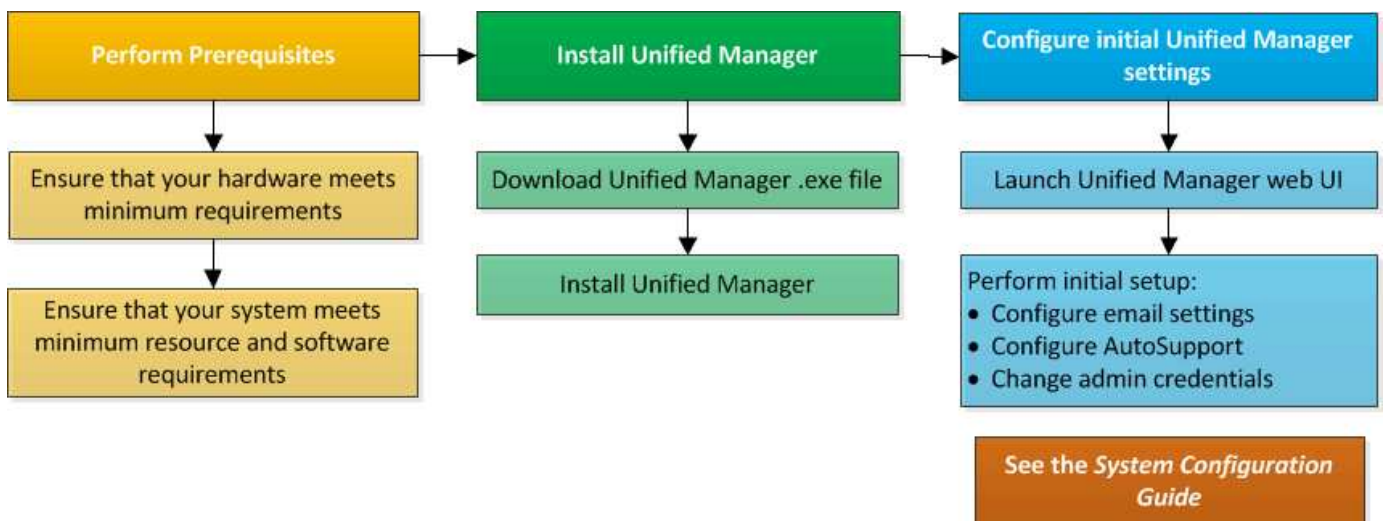 Perform Prerequisites
Install Unified Manager
Configure initial Unified Manager
settings
Ensure that your hardware meets
minimum requirements
Ensure that your system meets
minimum resource and software
requirements
Download Unified Manager .exe file
Install Unified Manager
Launch Unified Manager web UI
Perform initial setup:
• Configure email settings
• Configure AutoSupport
• Change admin credentials
See the System Configuration
Guide